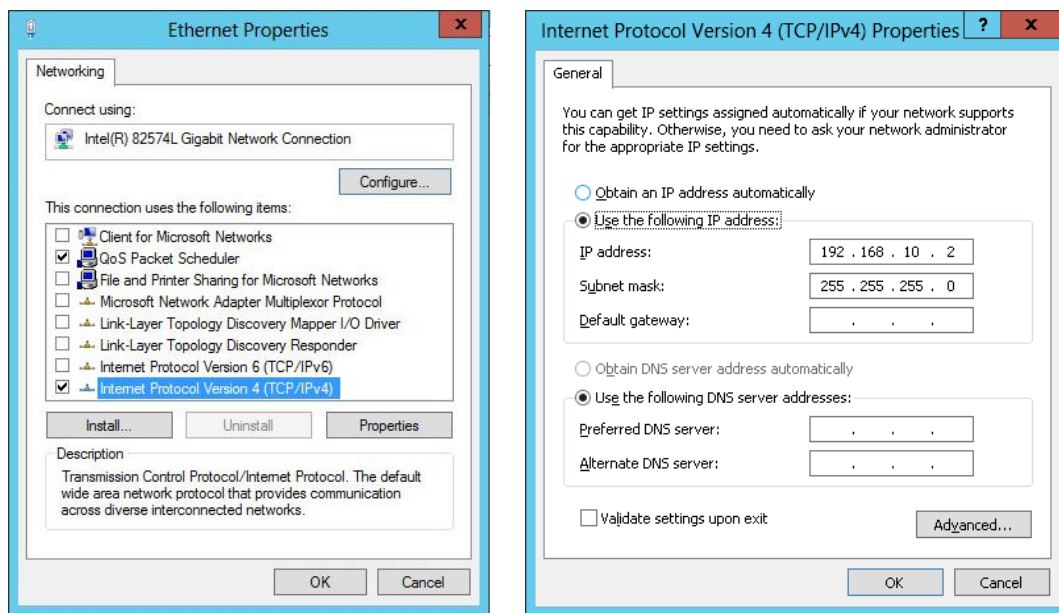 Ethernet Properties
x
Networking
Connect using:
Intel(R) 82574L Gigabit Network Connection
Configure...
This connection uses the following items:
Client for Microsoft Networks
QoS Packet Scheduler
File and Printer Sharing for Microsoft Networks
Microsoft Network Adapter Multiplexor Protocol
Link-Layer Topology Discovery Mapper I/O Driver
Link-Layer Topology Discovery Responder
Internet Protocol Version 6 (TCP/IPv6)
Internet Protocol Version 4 (TCP/IPv4)
Install...
Uninstall
Properties
Description
Transmission Control Protocol/Internet Protocol. The default
wide area network protocol that provides communication
across diverse interconnected networks.
OK
Cancel
Internet Protocol Version 4 (TCP/IPv4) Properties
?
x
General
You can get IP settings assigned automatically if your network supports
this capability. Otherwise, you need to ask your network administrator
for the appropriate IP settings.
Obtain an IP address automatically
Use the following IP address:
IP address:
192 . 168 . 10 . 2
Subnet mask:
255 . 255 . 255 . 0
Default gateway:
. . .
Obtain DNS server address automatically
Use the following DNS server addresses:
Preferred DNS server:
. . .
Alternate DNS server:
. . .
Validate settings upon exit
Advanced...
OK
Cancel